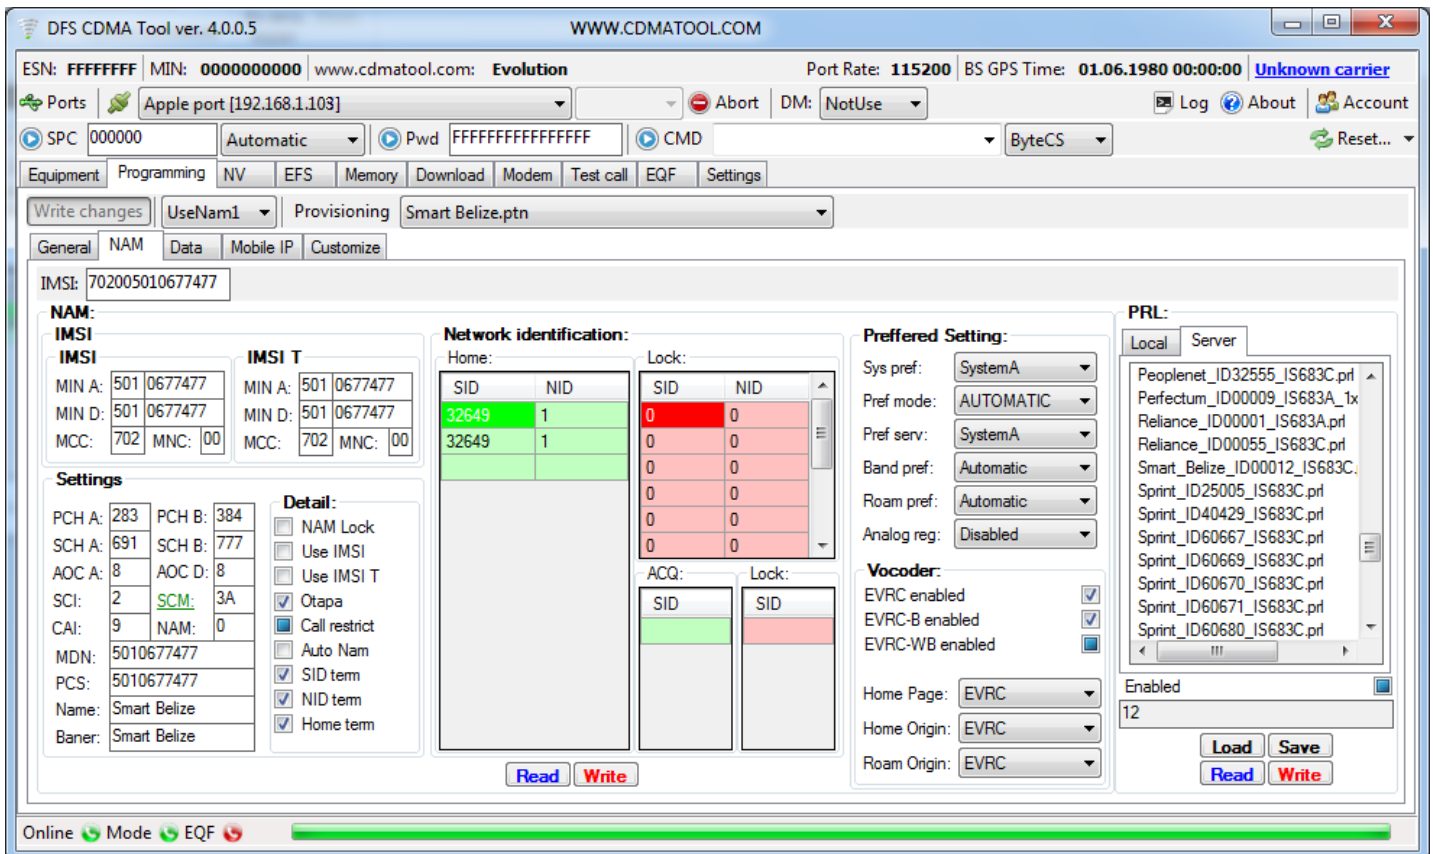 DFS CDMA Tool ver. 4.0.0.5 WWW.CDMATOOL.COM
ESN: FFFFFFFF MIN: 0000000000 www.cdmatool.com: Evolution Port Rate: 115200 BS GPS Time: 01.06.1980 00:00:00 Unknown carrier
Ports Apple port [192.168.1.103] Abort DM: NotUse Log About Account
SPC 000000 Automatic Pwd FFFFFFFFFFFFFFFF CMD ByteCS Reset...
Equipment Programming NV EFS Memory Download Modem Test call EQF Settings
Write changes UseNam1 Provisioning Smart Belize.ptn
General NAM Data Mobile IP Customize
IMSI: 702005010677477
NAM:
IMSI
IMSI
MIN A: 501 0677477
MIN D: 501 0677477
MCC: 702 MNC: 00
IMSI T
MIN A: 501 0677477
MIN D: 501 0677477
MCC: 702 MNC: 00
Settings
PCH A: 283 PCH B: 384
SCH A: 691 SCH B: 777
AOC A: 8 AOC D: 8
SCI: 2 SCM: 3A
CAI: 9 NAM: 0
MDN: 5010677477
PCS: 5010677477
Name: Smart Belize
Baner: Smart Belize
Detail:
NAM Lock
Use IMSI
Use IMSI T
Otapa
Call restrict
Auto Nam
SID term
NID term
Home term
Network identification:
Home:
SID NID
32649 1
32649 1
Lock:
SID NID
0 0
0 0
0 0
0 0
0 0
0 0
ACQ:
SID
Lock:
SID
Read Write
Preffered Setting:
Sys pref: SystemA
Pref mode: AUTOMATIC
Pref serv: SystemA
Band pref: Automatic
Roam pref: Automatic
Analog reg: Disabled
Vocoder:
EVRC enabled
EVRC-B enabled
EVRC-WB enabled
Home Page: EVRC
Home Origin: EVRC
Roam Origin: EVRC
PRL:
Local Server
Peoplenet_ID32555_IS683C.prl
Perfectum_ID00009_IS683A_1x
Reliance_ID00001_IS683A.prl
Reliance_ID00055_IS683C.prl
Smart_Belize_ID00012_IS683C.
Sprint_ID25005_IS683C.prl
Sprint_ID40429_IS683C.prl
Sprint_ID60667_IS683C.prl
Sprint_ID60669_IS683C.prl
Sprint_ID60670_IS683C.prl
Sprint_ID60671_IS683C.prl
Sprint_ID60680_IS683C.prl
Enabled
12
Load Save
Read Write
Online Mode EQF